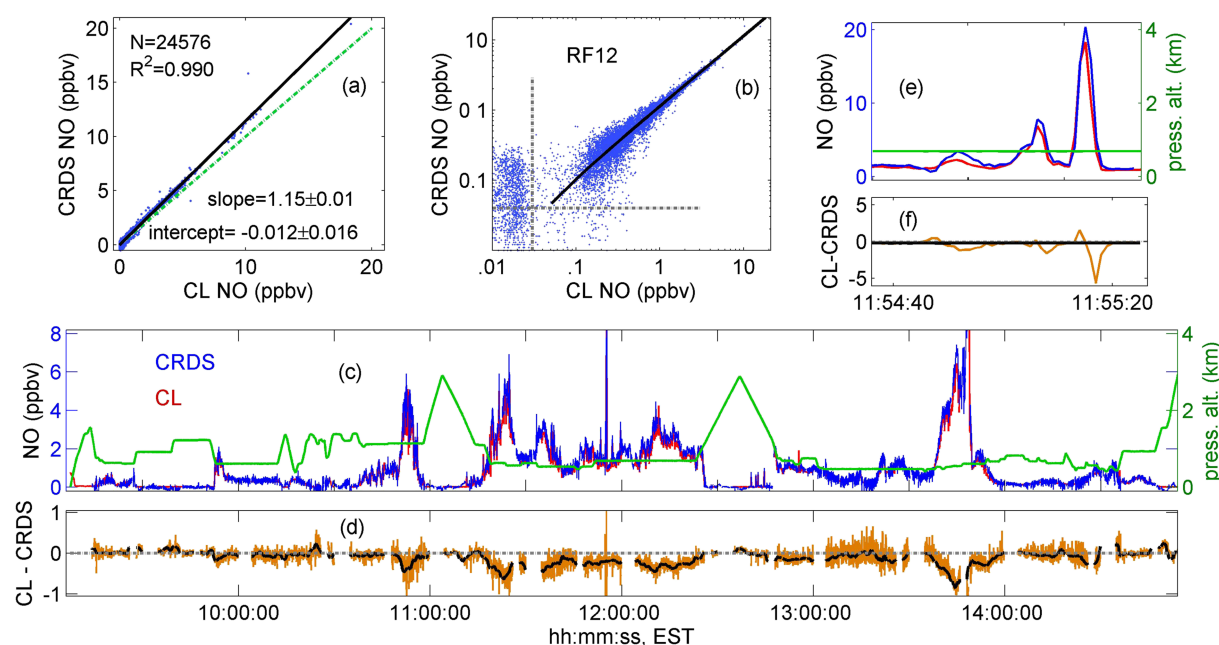 20
15
10
5
0
CRDS NO (ppbv)
N=24576
R2=0.990
(a)
slope=1.15±0.01
intercept= -0.012±0.016
0 10 20
CL NO (ppbv)
10
0.1
0.1
CRDS NO (ppbv)
RF12
(b)
.01 .1 1 10
CL NO (ppbv)
20
10
0
NO (ppbv)
(e)
4
2
0
press. alt. (km)
5
0
-5
CL-CRDS
(f)
11:54:40 11:55:20
8
6
4
2
0
NO (ppbv)
CRDS
CL
(c)
4
2
0
press. alt. (km)
1
0
-1
CL - CRDS
(d)
10:00:00 11:00:00 12:00:00 13:00:00 14:00:00
hh:mm:ss, EST